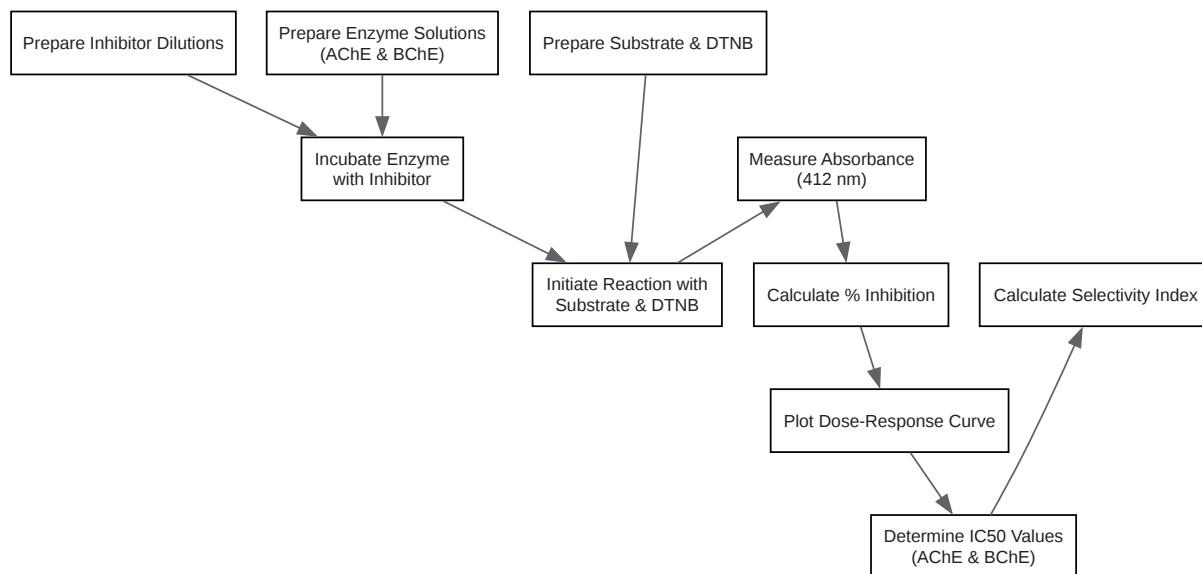 Prepare Inhibitor Dilutions
Prepare Enzyme Solutions
(AChE & BChE)
Prepare Substrate & DTNB
Incubate Enzyme
with Inhibitor
Measure Absorbance
(412 nm)
Initiate Reaction with
Substrate & DTNB
Calculate % Inhibition
Calculate Selectivity Index
Plot Dose-Response Curve
Determine IC50 Values
(AChE & BChE)